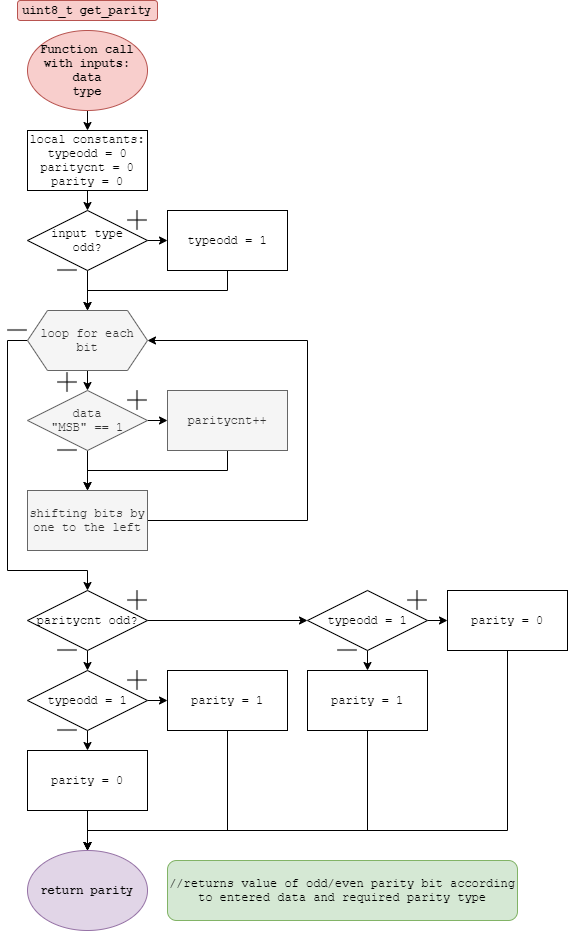 uint8_t get_parity
Function call
with inputs:
data
type
local constants:
typeodd = 0
paritycnt = 0
parity = 0
input type
odd?
typeodd = 1
loop for each
bit
data
"MSB" == 1
paritycnt++
shifting bits by
one to the left
paritycnt odd?
typeodd = 1
parity = 0
typeodd = 1
parity = 1
parity = 1
parity = 0
return parity
//returns value of odd/even parity bit according
to entered data and required parity type